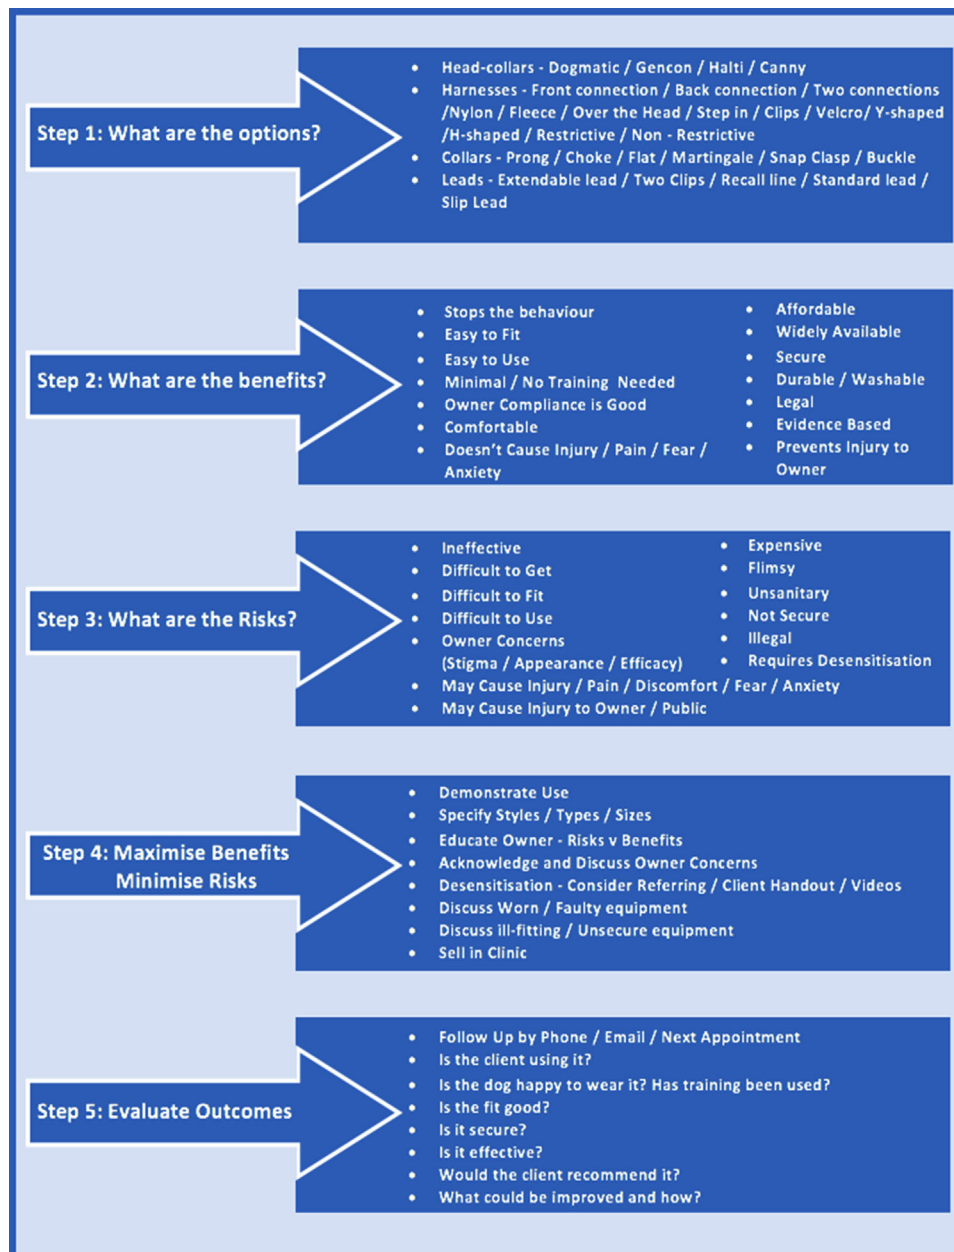 Step 1: What are the options?
• Head-collars - Dogmatic / Gencon / Halti / Canny
• Harnesses - Front connection / Back connection / Two connections
/Nylon / Fleece / Over the Head / Step in / Clips / Velcro/ Y-shaped
/H-shaped / Restrictive / Non - Restrictive
• Collars - Prong / Choke / Flat / Martingale / Snap Clasp / Buckle
• Leads - Extendable lead / Two Clips / Recall line / Standard lead /
Slip Lead
Step 2: What are the benefits?
• Stops the behaviour
• Easy to Fit
• Easy to Use
• Minimal / No Training Needed
• Owner Compliance is Good
• Comfortable
• Doesn't Cause Injury / Pain / Fear /
Anxiety
• Affordable
• Widely Available
• Secure
• Durable / Washable
• Legal
• Evidence Based
• Prevents Injury to
Owner
Step 3: What are the Risks?
• Ineffective
• Difficult to Get
• Difficult to Fit
• Difficult to Use
• Owner Concerns
(Stigma / Appearance / Efficacy)
• Expensive
• Flimsy
• Unsanitary
• Not Secure
• Illegal
• Requires Desensitisation
• May Cause Injury / Pain / Discomfort / Fear / Anxiety
• May Cause Injury to Owner / Public
Step 4: Maximise Benefits
Minimise Risks
• Demonstrate Use
• Specify Styles / Types / Sizes
• Educate Owner - Risks v Benefits
• Acknowledge and Discuss Owner Concerns
• Desensitisation - Consider Referring / Client Handout / Videos
• Discuss Worn / Faulty equipment
• Discuss ill-fitting / Unsecure equipment
• Sell in Clinic
Step 5: Evaluate Outcomes
• Follow Up by Phone / Email / Next Appointment
• Is the client using it?
• Is the dog happy to wear it? Has training been used?
• Is the fit good?
• Is it secure?
• Is it effective?
• Would the client recommend it?
• What could be improved and how?